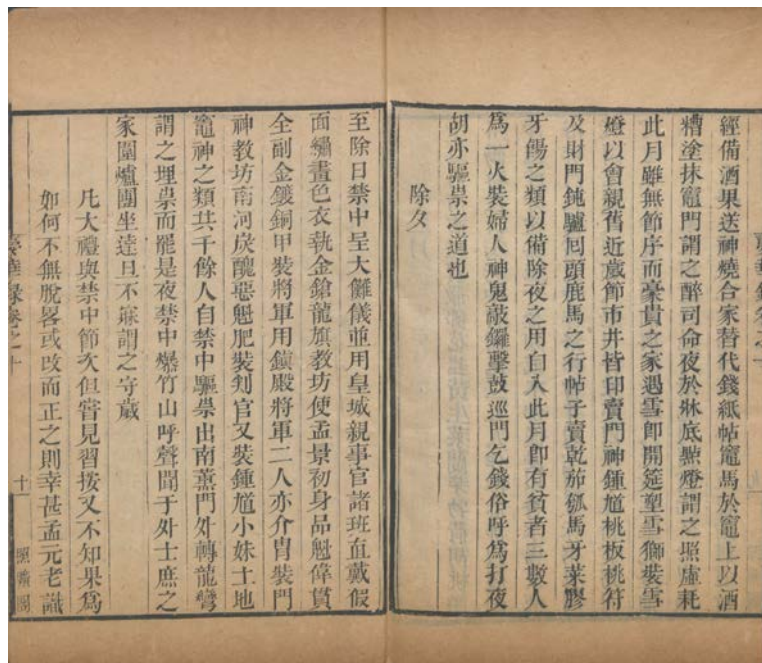 經備酒果送神燒合家替代錢紙帖竈馬於竈上以酒
糟塗抹竈門謂之醉司命夜於牀底㸃燈謂之照虛耗
此月雖無節序而豪貴之家遇雪卽開筵塑雪獅裝雪
燈以會親舊近歲節市井皆印賣門神鍾馗桃板桃符
及財門鈍驢囘頭鹿馬之行帖子賣乾茄瓠馬牙菜膠
牙餳之類以備除夜之用自入此月卽有貧者三數人
爲一火裝婦人神鬼敲鑼擊鼓巡門乞錢俗呼爲打夜
胡亦驅祟之道也
除夕
至除日禁中呈大儺儀並用皇城親事官諸班直戴假
面繡畫色衣執金鎗龍旗教坊使孟景初身品魁偉貫
全副金鍍銅甲裝將軍用鎭殿將軍二人亦介胄裝門
神教坊南河炭醜惡魁肥裝判官又裝鍾馗小妹土地
竈神之類共千餘人自禁中驅祟出南薰門外轉龍彎
謂之埋祟而罷是夜禁中爆竹山呼聲聞于外士庶之
家圍爐團坐達旦不寐謂之守歲
凡大禮與禁中節次但嘗見習按又不知果爲
如何不無脫畧或改而正之則幸甚孟元老識
十一
照曠閣